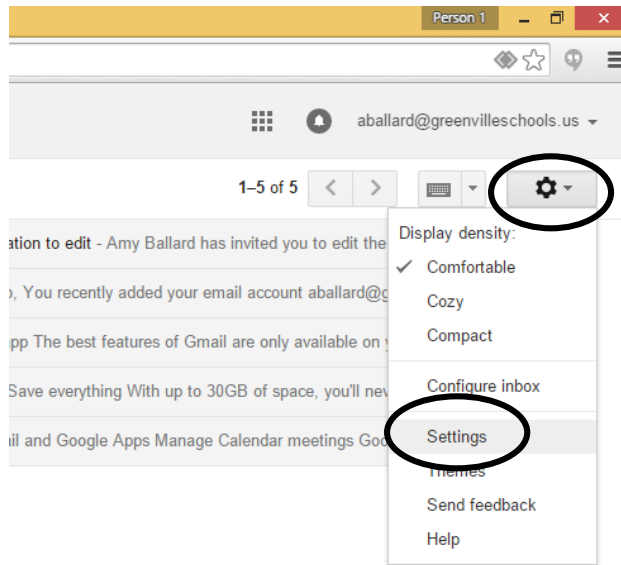 Person 1
aballard@greenvilleschools.us
1–5 of 5
ation to edit - Amy Ballard has invited you to edit the
o, You recently added your email account aballard@g
pp The best features of Gmail are only available on
Save everything With up to 30GB of space, you'll nev
il and Google Apps Manage Calendar meetings Goo
Display density:
Comfortable
Cozy
Compact
Configure inbox
Settings
Themes
Send feedback
Help